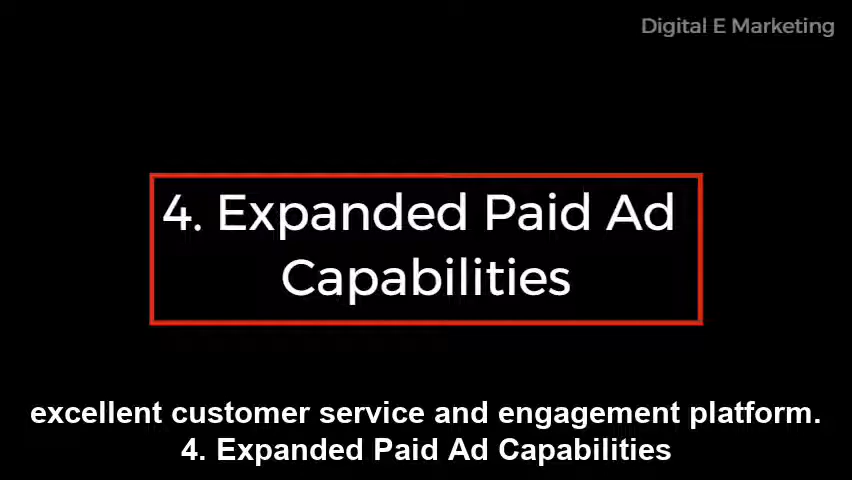 Digital E Marketing
4. Expanded Paid Ad
Capabilities
excellent customer service and engagement platform.
4. Expanded Paid Ad Capabilities